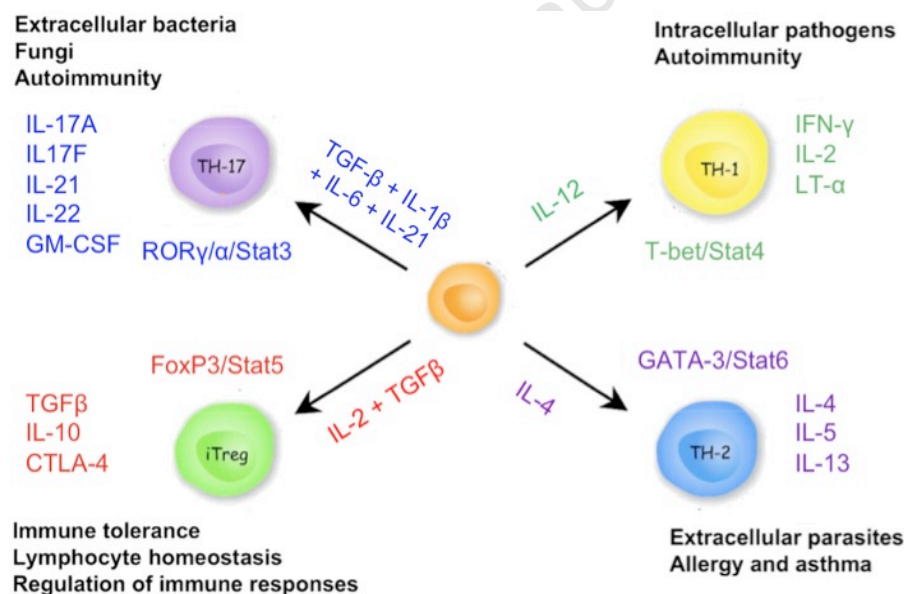 Extracellular bacteria
Fungi
Autoimmunity
IL-17A
IL17F
IL-21
IL-22
GM-CSF
TH-17
RORγ/α/Stat3
TGF-β + IL-1β
+ IL-6 + IL-21
Intracellular pathogens
Autoimmunity
IL-12
TH-1
IFN-γ
IL-2
LT-α
T-bet/Stat4
FoxP3/Stat5
TGFβ
IL-10
CTLA-4
iTreg
IL-2 + TGFβ
Immune tolerance
Lymphocyte homeostasis
Regulation of immune responses
GATA-3/Stat6
IL-4
TH-2
IL-4
IL-5
IL-13
Extracellular parasites
Allergy and asthma